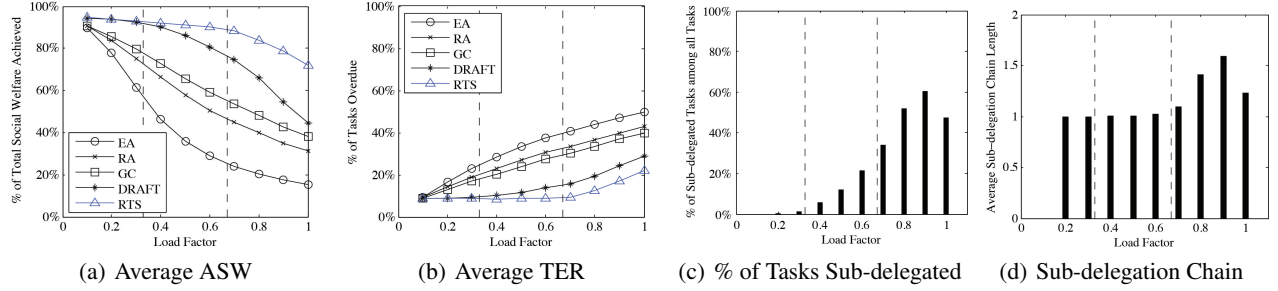 % of Total Social Welfare Achieved
100%
80%
60%
40%
20%
0%
EA
RA
GC
DRAFT
RTS
0 0.2 0.4 0.6 0.8 1
Load Factor
(a) Average ASW
% of Tasks Overdue
100%
80%
60%
40%
20%
0%
EA
RA
GC
DRAFT
RTS
0 0.2 0.4 0.6 0.8 1
Load Factor
(b) Average TER
% of Sub-delegated Tasks among all Tasks
100%
80%
60%
40%
20%
0%
0 0.2 0.4 0.6 0.8 1
Load Factor
(c) % of Tasks Sub-delegated
Average Sub-delegation Chain Length
2
1.5
1
0.5
0
0 0.2 0.4 0.6 0.8 1
Load Factor
(d) Sub-delegation Chain